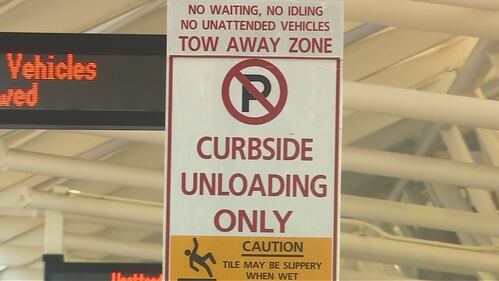 NO WAITING, NO IDLING
NO UNATTENDED VEHICLES
TOW AWAY ZONE
Vehicles
P
CURBSIDE
UNLOADING
ONLY
CAUTION
TILE MAY BE SLIPPERY
WHEN WET